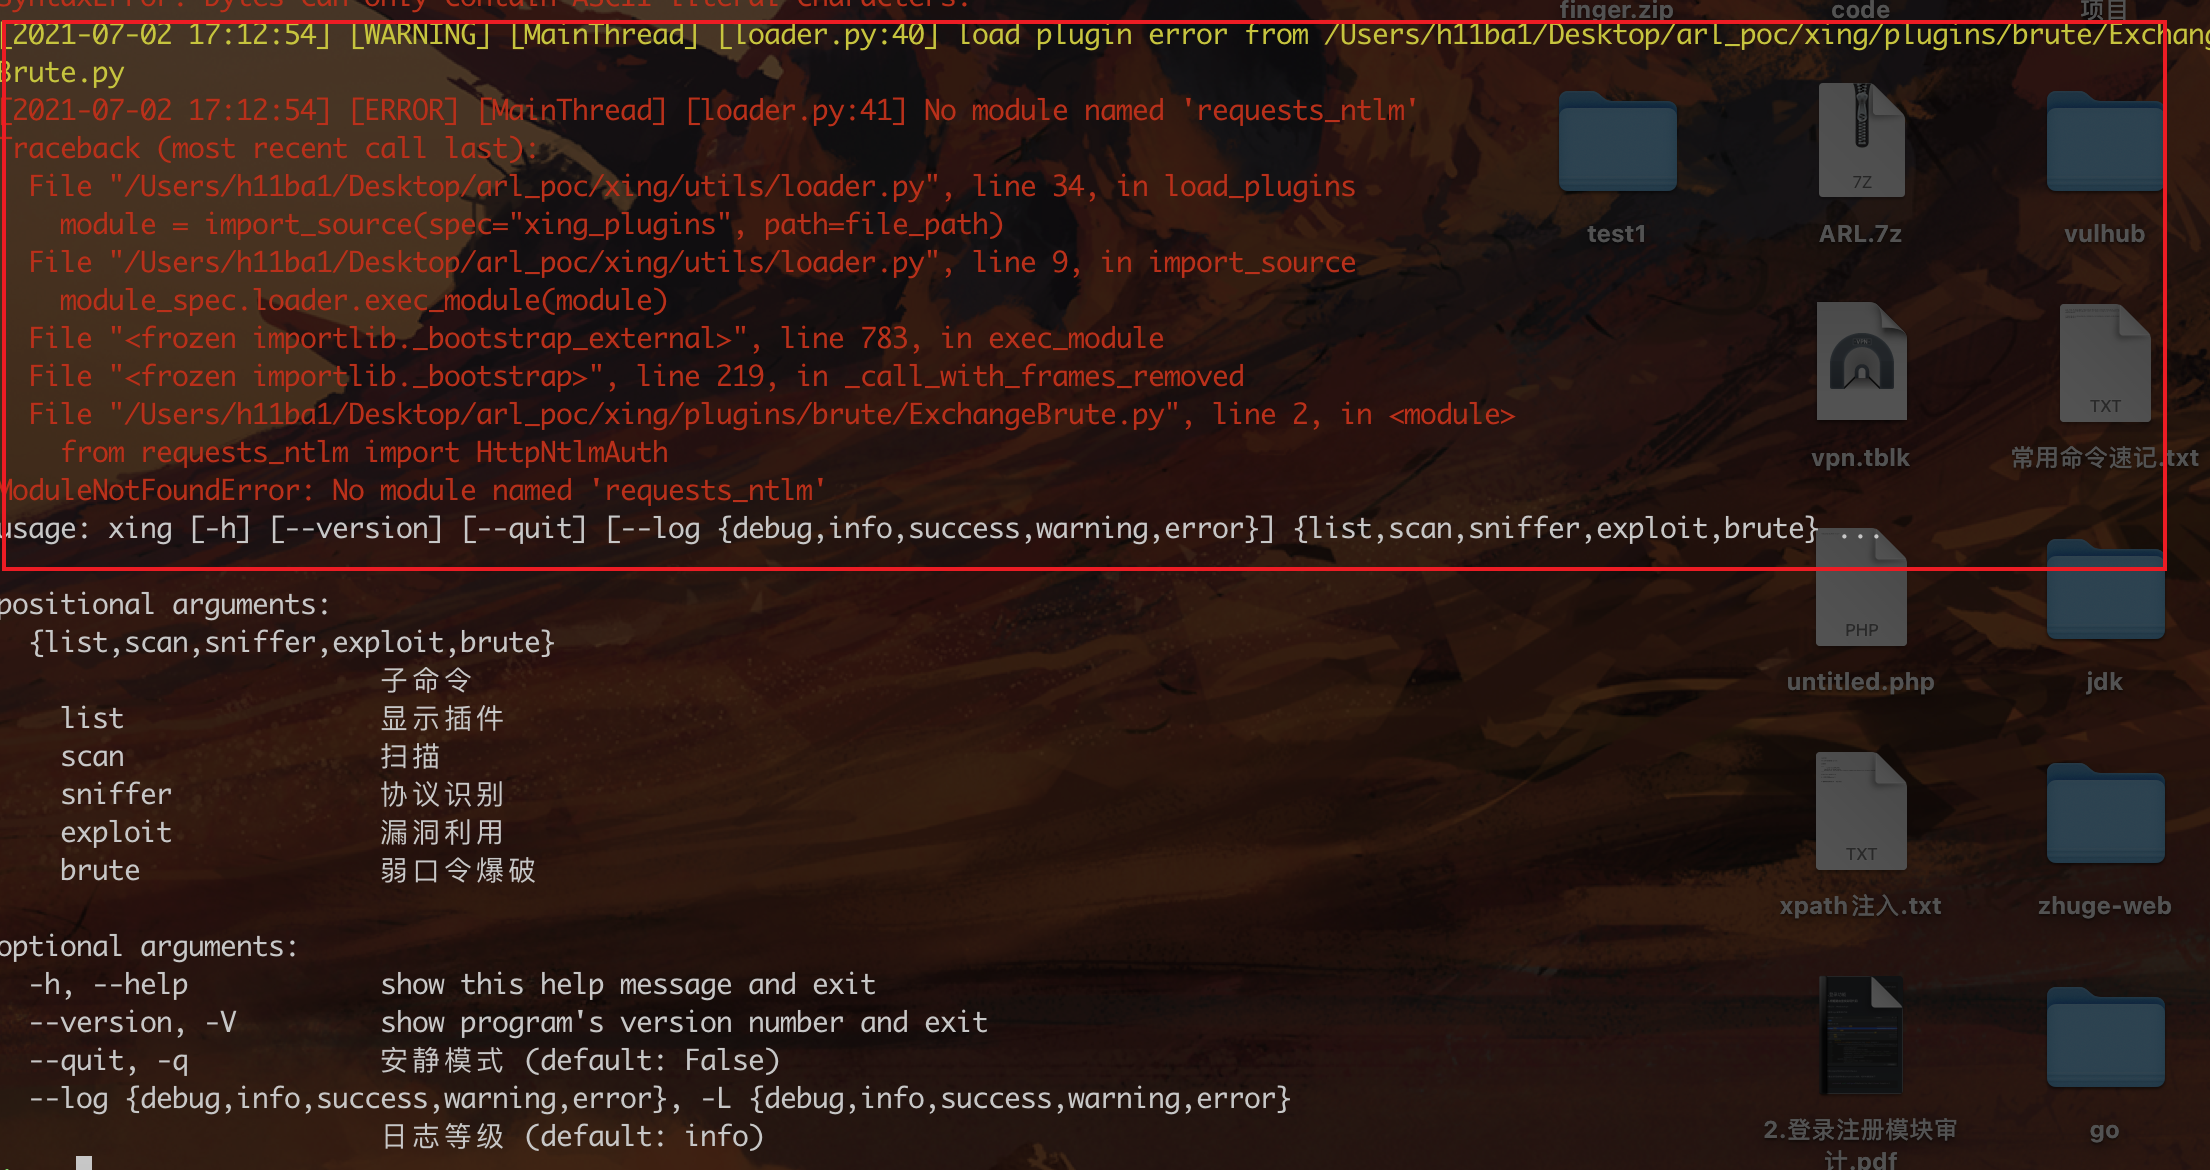 SyntaxError: bytes can only contain ASCII literal characters.
[2021-07-02 17:12:54] [WARNING] [MainThread] [loader.py:40] load plugin error from /Users/h11ba1/Desktop/arl_poc/xing/plugins/brute/Exchang
Brute.py
[2021-07-02 17:12:54] [ERROR] [MainThread] [loader.py:41] No module named 'requests_ntlm'
Traceback (most recent call last):
File "/Users/h11ba1/Desktop/arl_poc/xing/utils/loader.py", line 34, in load_plugins
module = import_source(spec="xing_plugins", path=file_path)
File "/Users/h11ba1/Desktop/arl_poc/xing/utils/loader.py", line 9, in import_source
module_spec.loader.exec_module(module)
File "<frozen importlib._bootstrap_external>", line 783, in exec_module
File "<frozen importlib._bootstrap>", line 219, in _call_with_frames_removed
File "/Users/h11ba1/Desktop/arl_poc/xing/plugins/brute/ExchangeBrute.py", line 2, in <module>
from requests_ntlm import HttpNtlmAuth
ModuleNotFoundError: No module named 'requests_ntlm'
usage: xing [-h] [--version] [--quit] [--log {debug,info,success,warning,error}] {list,scan,sniffer,exploit,brute} ...
positional arguments:
{list,scan,sniffer,exploit,brute}
子命令
list 显示插件
scan 扫描
sniffer 协议识别
exploit 漏洞利用
brute 弱口令爆破
optional arguments:
-h, --help show this help message and exit
--version, -V show program's version number and exit
--quit, -q 安静模式 (default: False)
--log {debug,info,success,warning,error}, -L {debug,info,success,warning,error}
日志等级 (default: info)
finger.zip
code
项目
test1
7Z
ARL.7z
vulhub
VPN
vpn.tblk
TXT
常用命令速记.txt
PHP
untitled.php
jdk
TXT
xpath注入.txt
zhuge-web
2.登录注册模块审
计.pdf
go